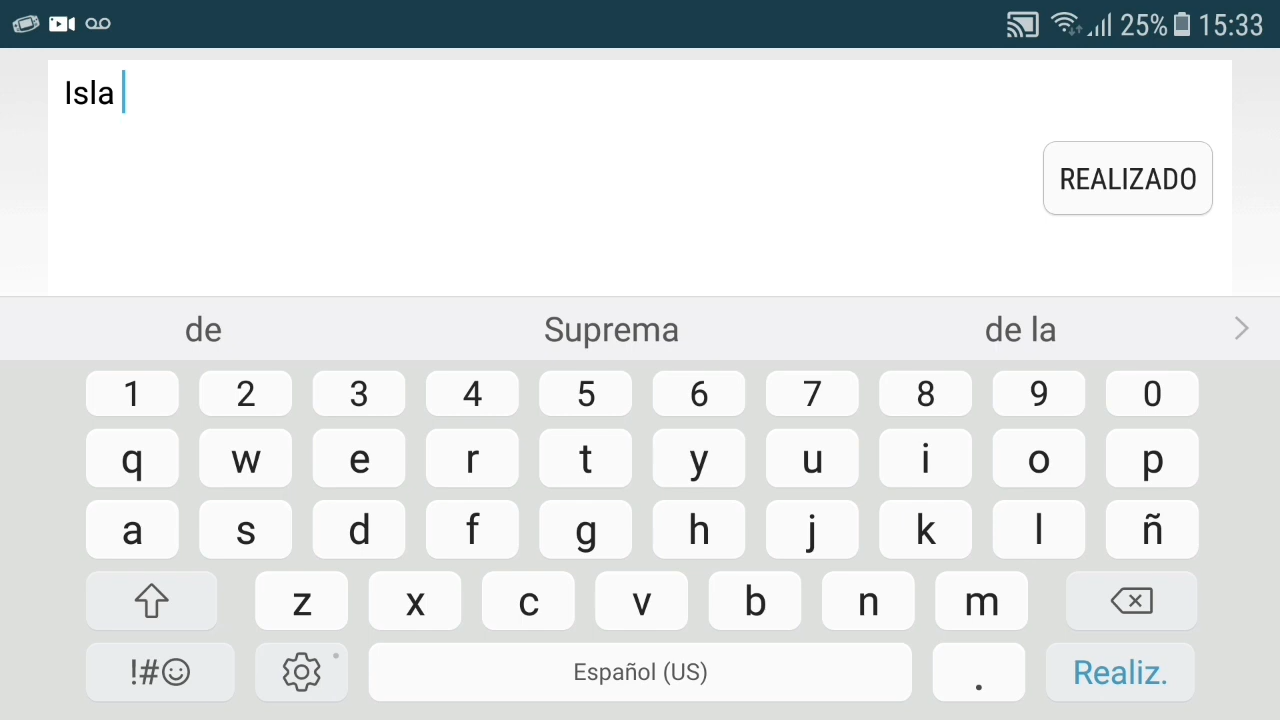 25% 15:33
Isla
REALIZADO
de Suprema de la
1 2 3 4 5 6 7 8 9 0
q w e r t y u i o p
a s d f g h j k l ñ
z x c v b n m
!#☺ Español (US) . Realiz.